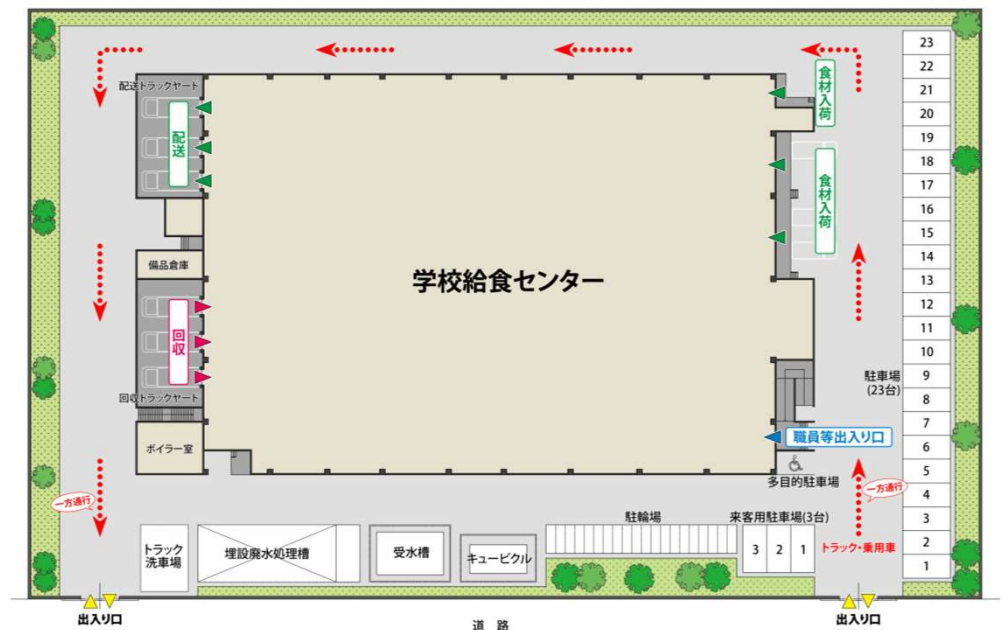 配送トラックヤード
配送
食材入荷
食材入荷
備品倉庫
学校給食センター
回収
回収トラックヤード
ボイラー室
駐車場
(23台)
23
22
21
20
19
18
17
16
15
14
13
12
11
10
9
8
7
6
5
4
3
2
1
職員等出入り口
多目的駐車場
一方通行
一方通行
トラック
洗車場
埋設廃水処理槽
受水槽
キュービクル
駐輪場
来客用駐車場(3台)
3 2 1
トラック・乗用車
出入り口
道 路
出入り口